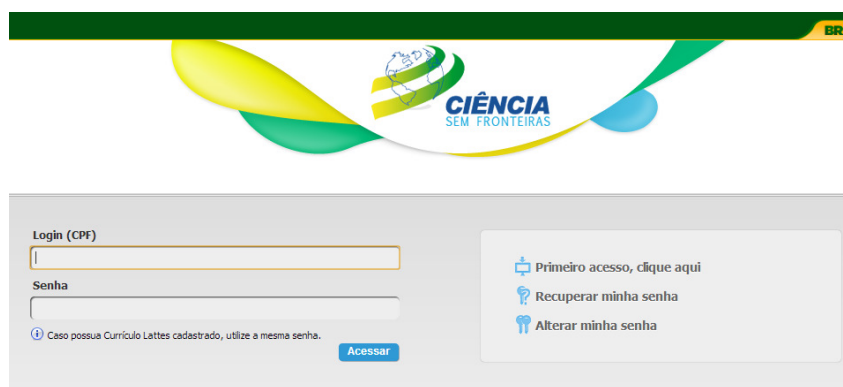 BR
CIÊNCIA
SEM FRONTEIRAS
Login (CPF)
Senha
Caso possua Currículo Lattes cadastrado, utilize a mesma senha.
Acessar
Primeiro acesso, clique aqui
Recuperar minha senha
Alterar minha senha